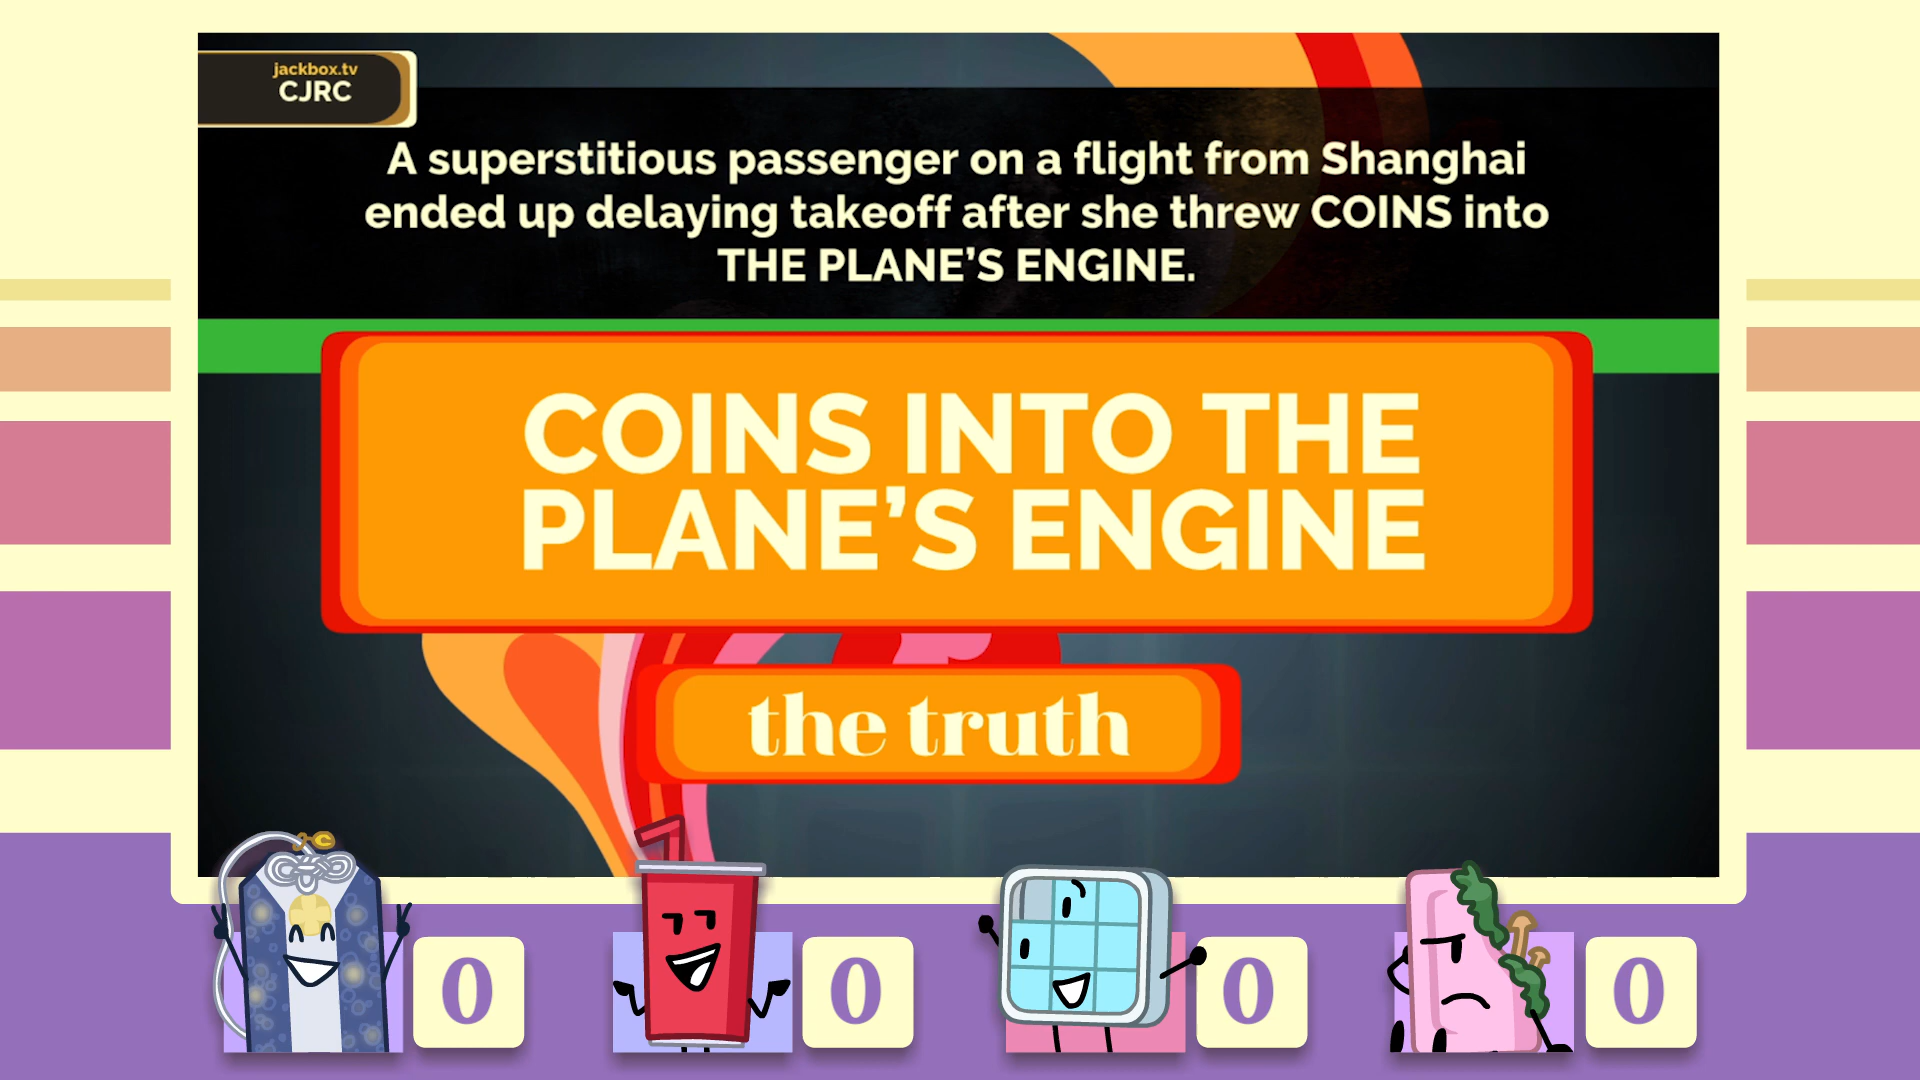 jackbox.tv
CJRC
A superstitious passenger on a flight from Shanghai
ended up delaying takeoff after she threw COINS into
THE PLANE’S ENGINE.
COINS INTO THE
PLANE’S ENGINE
the truth
0 0 0 0